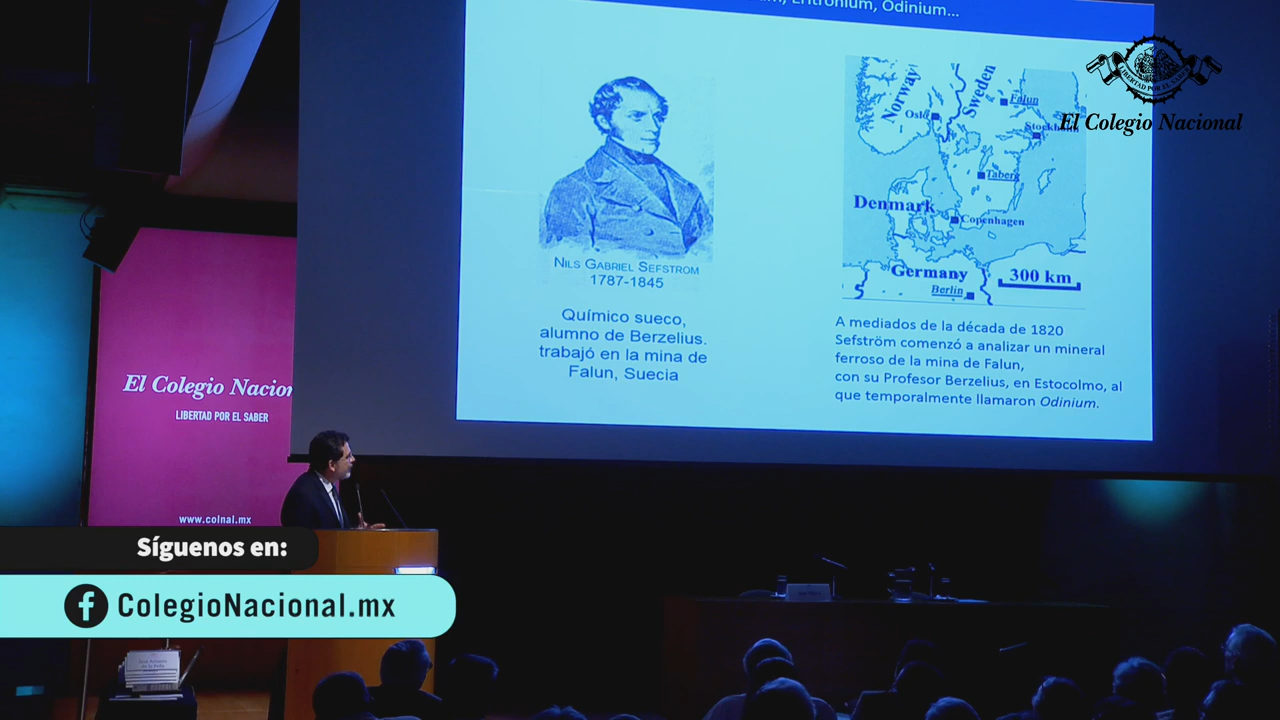 Eritronium, Odinium...
Norway
Sweden
Falun
Oslo
Stockholm
Taberg
Denmark
Copenhagen
Germany
300 km
Berlin
NILS GABRIEL SEFSTROM
1787-1845
Químico sueco,
alumno de Berzelius.
trabajó en la mina de
Falun, Suecia
A mediados de la década de 1820
Sefström comenzó a analizar un mineral
ferroso de la mina de Falun,
con su Profesor Berzelius, en Estocolmo, al
que temporalmente llamaron Odinium.
LIBERTAD POR EL SABER
El Colegio Nacional
El Colegio Nacion
LIBERTAD POR EL SABER
www.colnal.mx
Síguenos en:
f ColegioNacional.mx